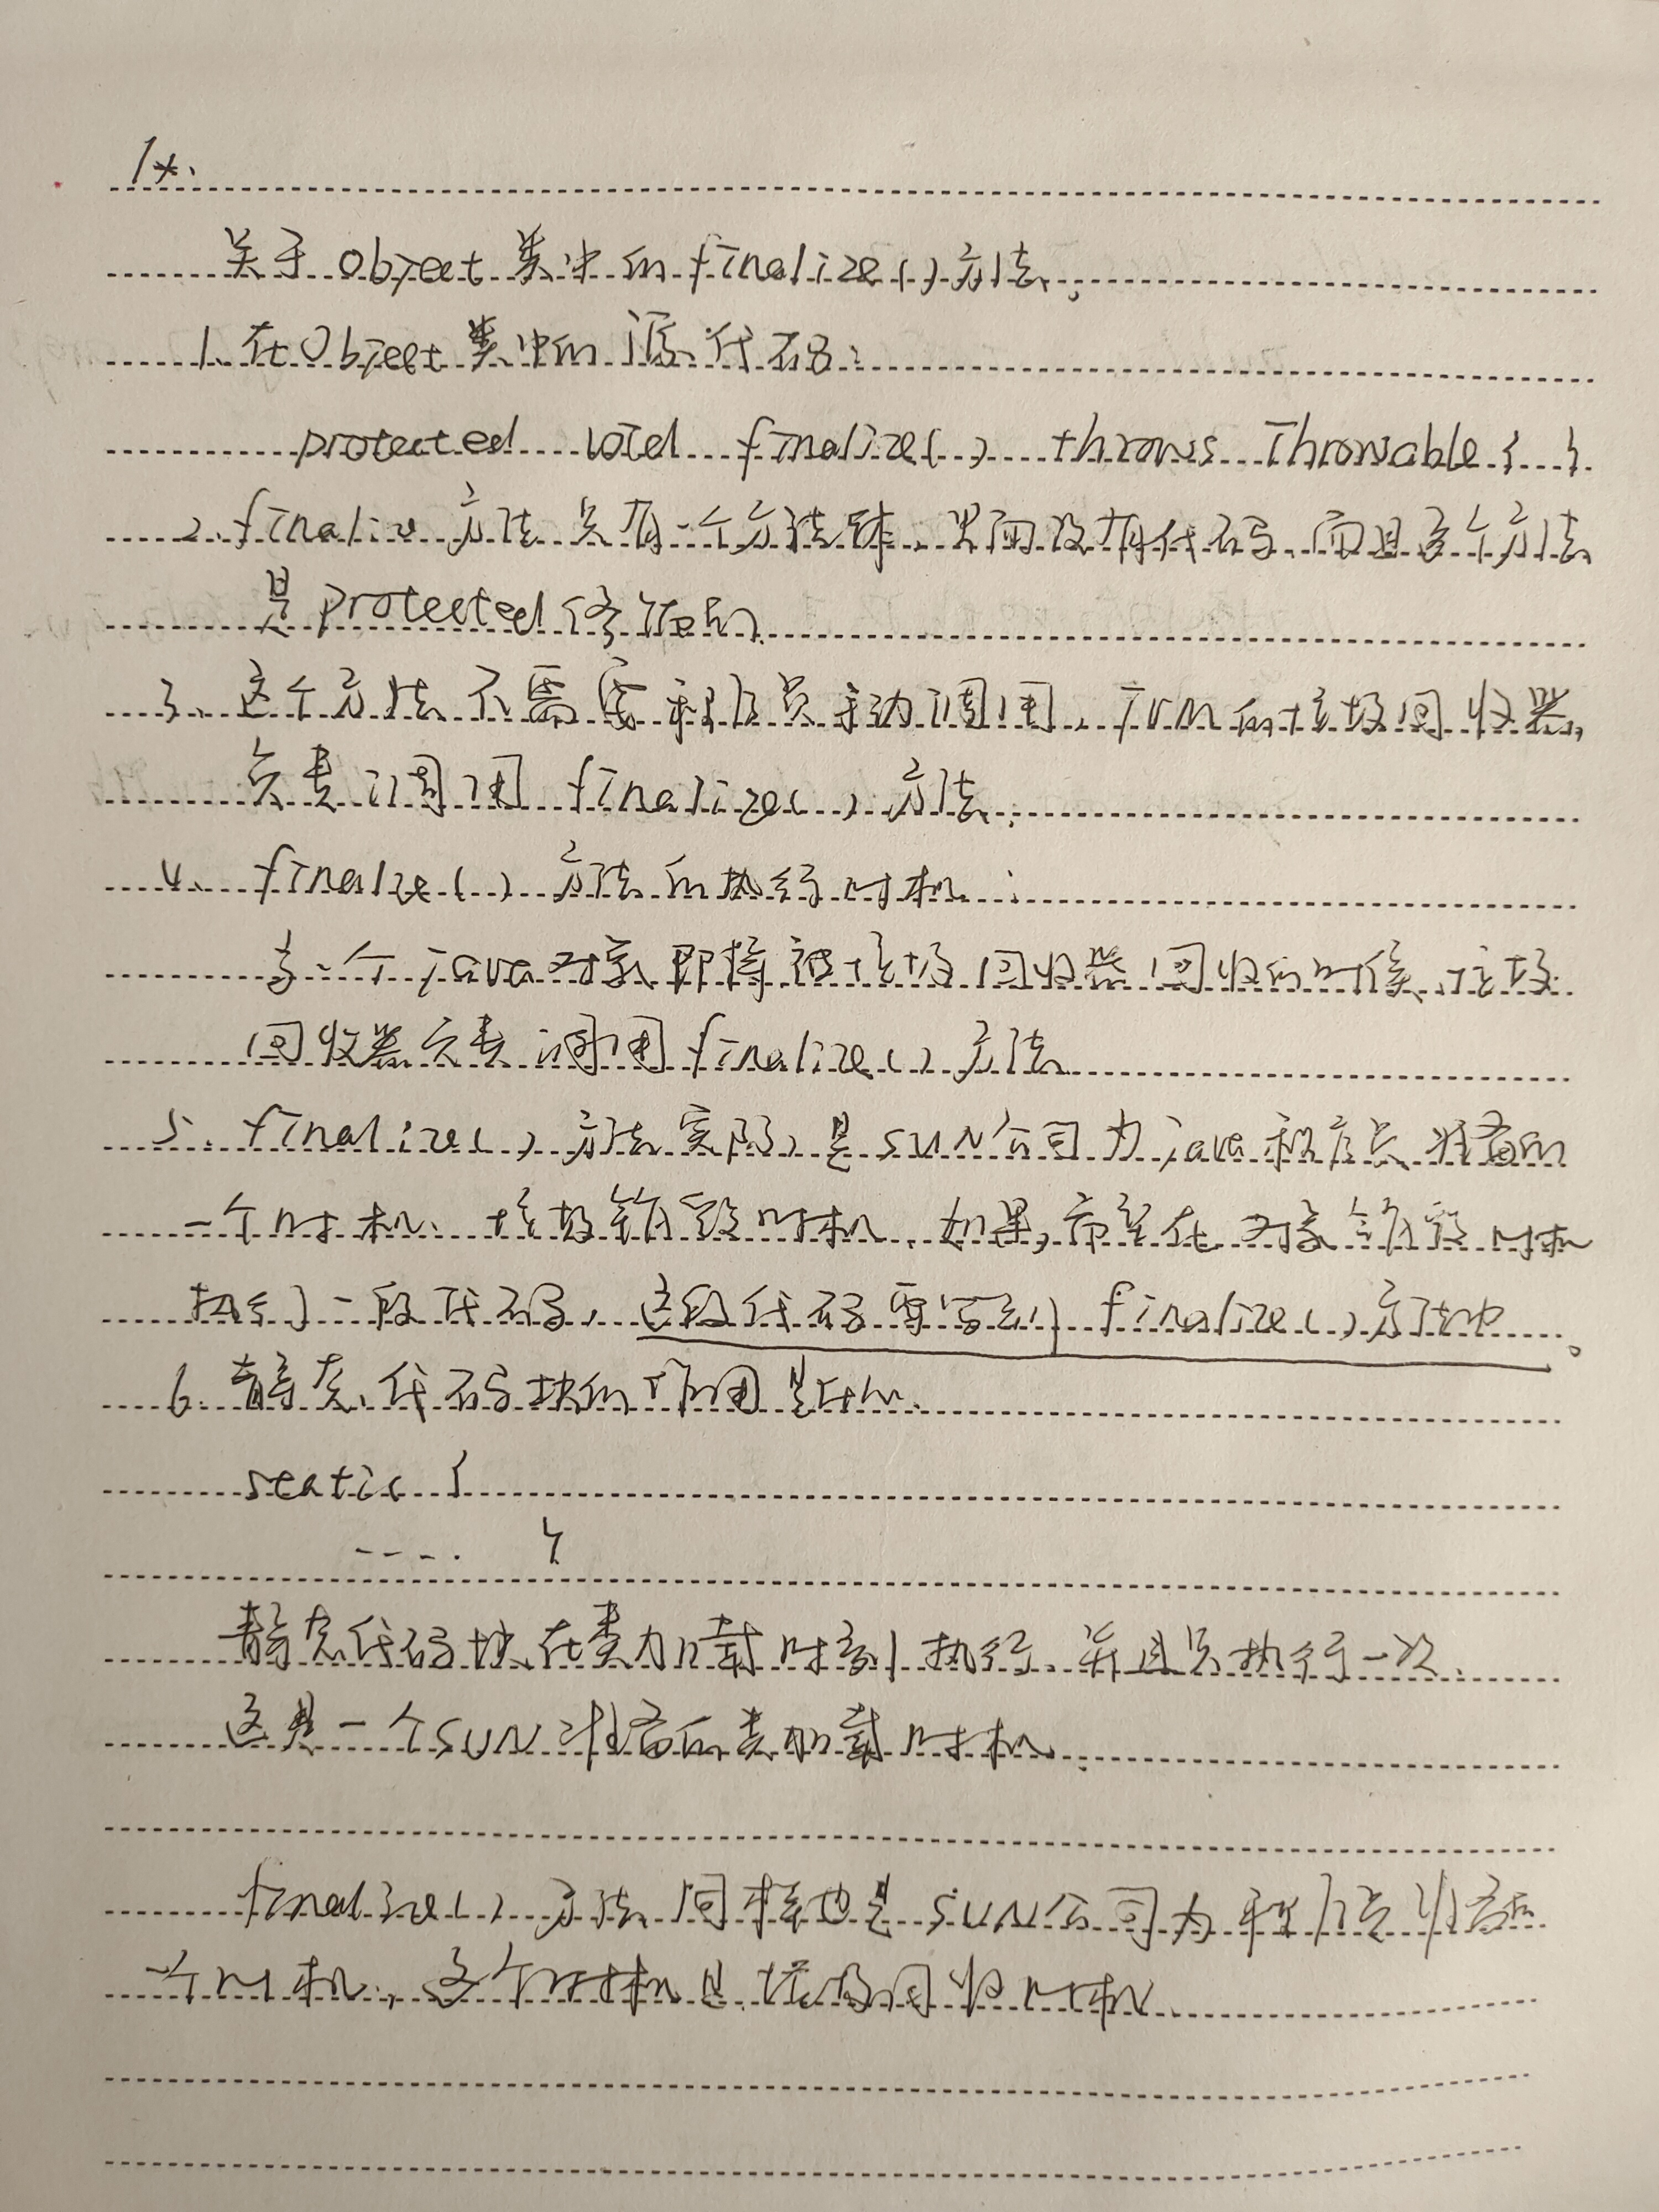 /*.
关于Object类中的finalize()方法.
1、在Object类中的源代码:
protected void finalize() throws Throwable { }
2、finalize方法只有一个方法体,里面没有代码,而且这个方法
是protected修饰的
3、这个方法不需要程序员手动调用,JVM的垃圾回收器,
负责调用 finalize() 方法.
4、finalize() 方法的执行时机:
当一个java对象即将被垃圾回收器回收的时候,垃圾
回收器负责调用finalize()方法
5、finalize()方法实际,是SUN公司为java程序员准备的
一个时机、垃圾销毁时机、如果,希望在对象销毁时机
执行一段代码,这段代码要写到 finalize()方法中。
6、静态代码块的作用是什么.
static {
---- . }
静态代码块在类加载时刻执行、并且只执行一次.
这是一个SUN准备的类加载时机.
finalize() 方法同样也是 SUN公司为程序员准备的
一个时机,这个时机是垃圾回收时机.